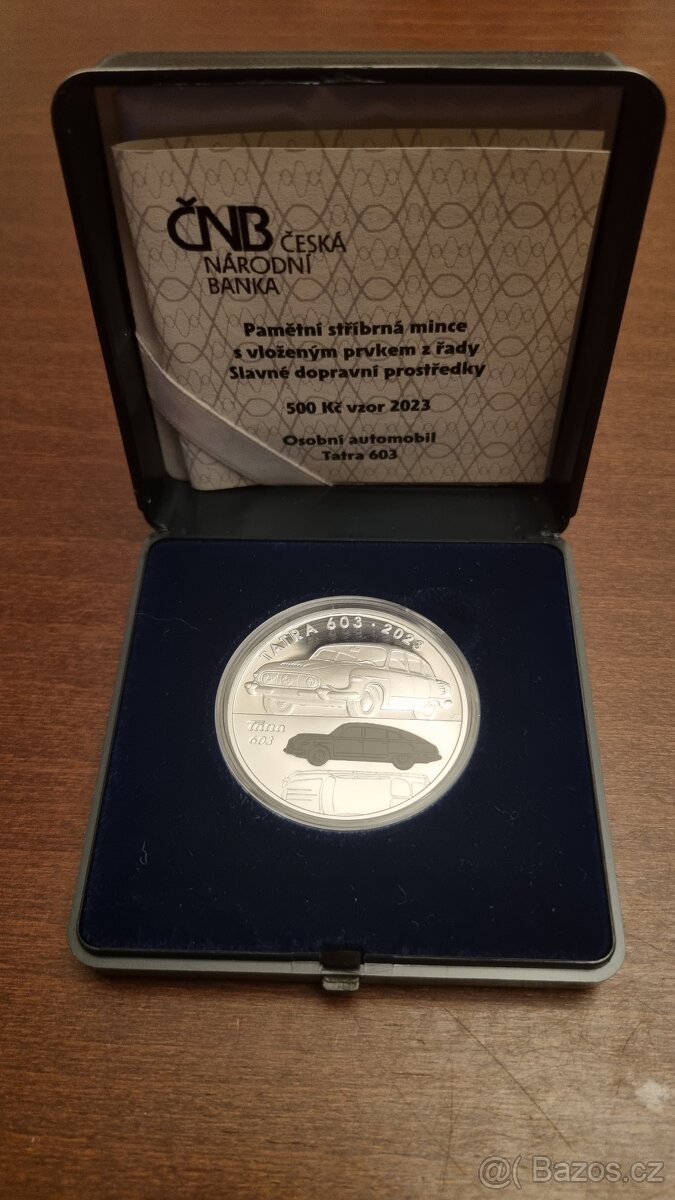 ČNB ČESKÁ
NÁRODNÍ
BANKA
Pamětní stříbrná mince
s vloženým prvkem z řady
Slavné dopravní prostředky
500 Kč vzor 2023
Osobní automobil
Tatra 603
TATRA 603 · 2023
Tatra
603
@( Bazos.cz